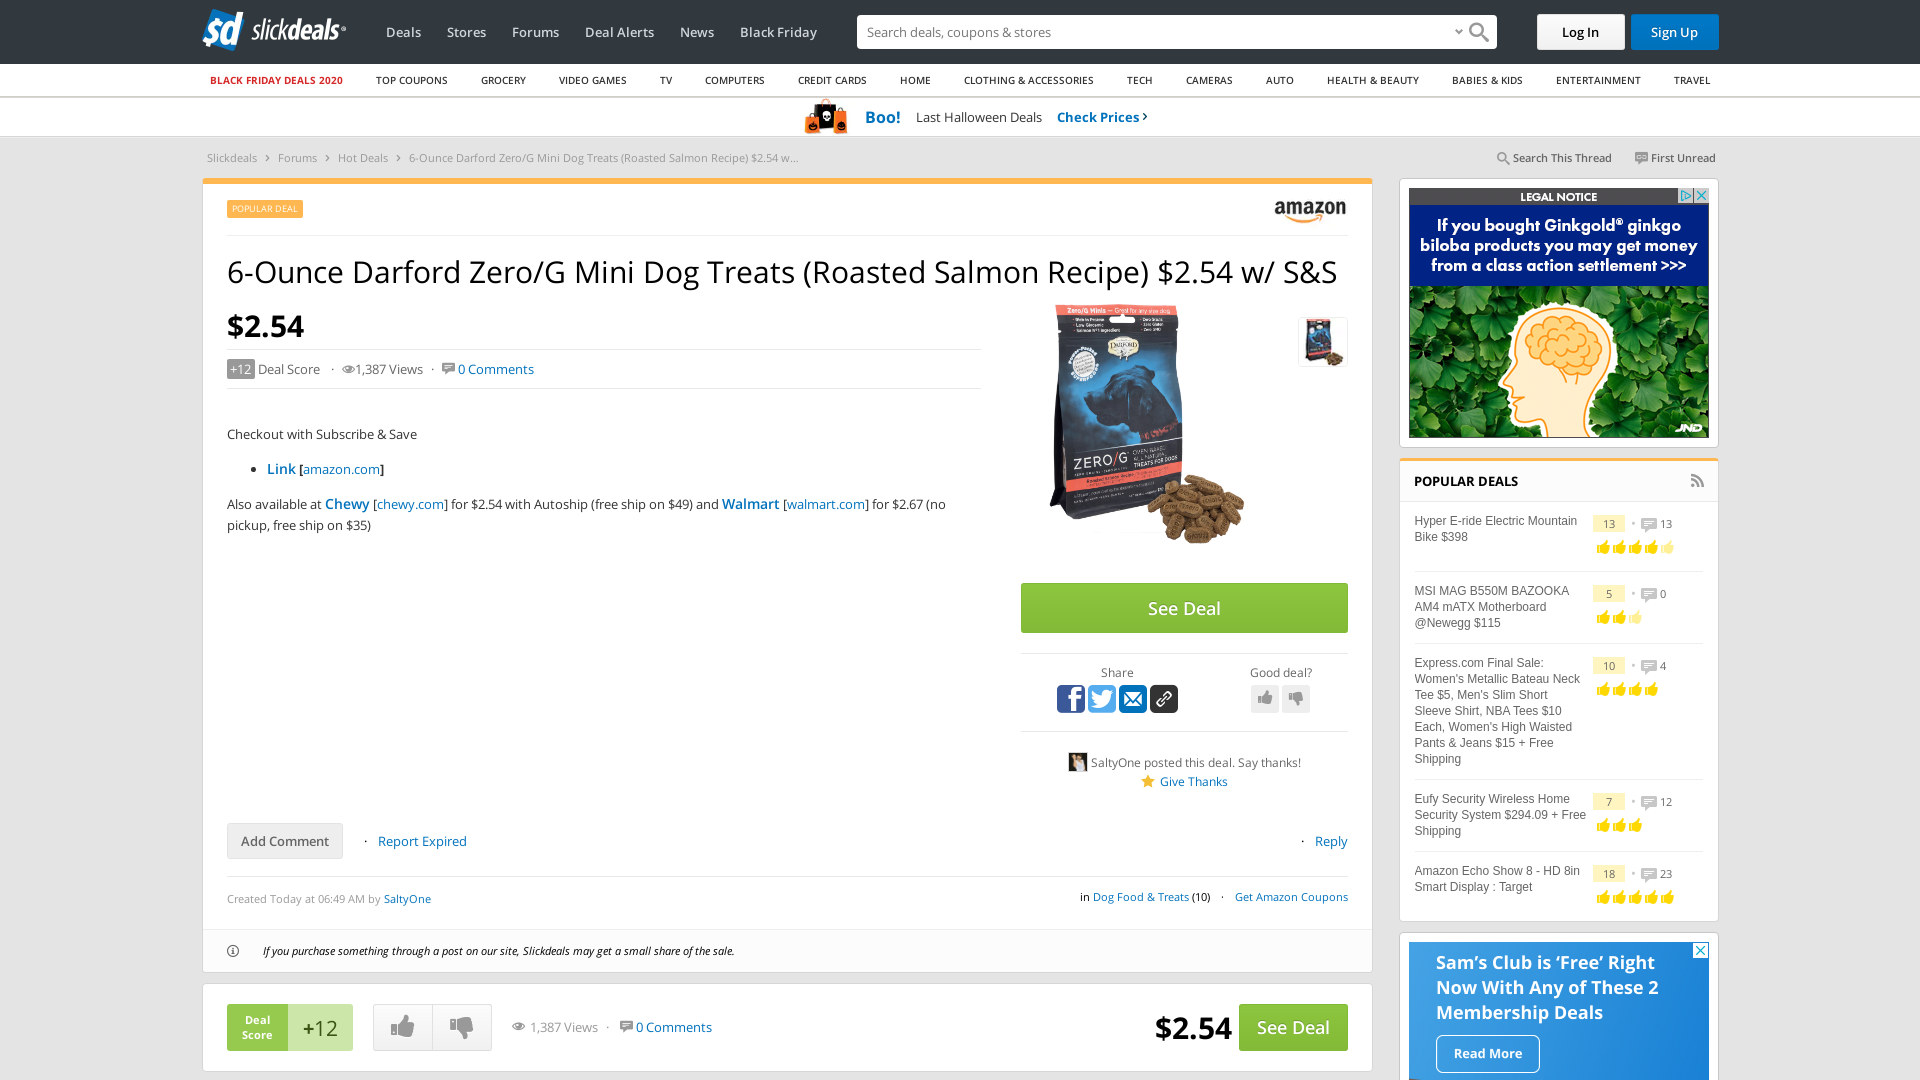 slickdeals
Deals
Stores
Forums
Deal Alerts
News
Black Friday
Search deals, coupons & shopping
Log In
Sign Up
BLACK FRIDAY DEALS 2020
TOP COUPONS
GROCERY
VIDEO GAMES
TV
COMPUTERS
CREDIT CARDS
HOME
CLOTHING & ACCESSORIES
TECH
CAMERAS
AUTO
HEALTH & BEAUTY
BABIES & KIDS
ENTERTAINMENT
TRAVEL
Boo! Last Halloween Deals Check Prices
Slickdeals › Forums › Hot Deals › 6-Ounce Darford Zero/G Mini Dog Treats (Roasted Salmon Recipe) $2.54 w...
Search This Thread
First Unread
POPULAR DEAL
amazon
6-Ounce Darford Zero/G Mini Dog Treats (Roasted Salmon Recipe) $2.54 w/ S&S
$2.54
+12 Deal Score · 1,387 Views · 0 Comments
Checkout with Subscribe & Save
• Link [amazon.com]
Also available at Chewy [chewy.com] for $2.54 with Autoship (free ship on $49) and Walmart [walmart.com] for $2.67 (no
pickup, free ship on $35)
DARFORD
ZERO/G
TREATS FOR DOGS
See Deal
Share
Good deal?
SaltyOne posted this deal. Say thanks!
Give Thanks
Add Comment
· Report Expired
· Reply
Created Today at 06:49 AM by SaltyOne
in Dog Food & Treats (10) · Get Amazon Coupons
If you purchase something through a post on our site, Slickdeals may get a small share of the sale.
Deal
Score
+12
1,387 Views · 0 Comments
$2.54
See Deal
LEGAL NOTICE
If you bought Ginkgold® ginkgo
biloba products you may get money
from a class action settlement >>>
JND
POPULAR DEALS
Hyper E-ride Electric Mountain
Bike $398
13 • 13
MSI MAG B550M BAZOOKA
AM4 mATX Motherboard
@Newegg $115
5 • 0
Express.com Final Sale:
Women's Metallic Bateau Neck
Tee $5, Men's Slim Short
Sleeve Shirt, NBA Tees $10
Each, Women's High Waisted
Pants & Jeans $15 + Free
Shipping
10 • 4
Eufy Security Wireless Home
Security System $294.09 + Free
Shipping
7 • 12
Amazon Echo Show 8 - HD 8in
Smart Display : Target
18 • 23
Sam's Club is ‘Free’ Right
Now With Any of These 2
Membership Deals
Read More